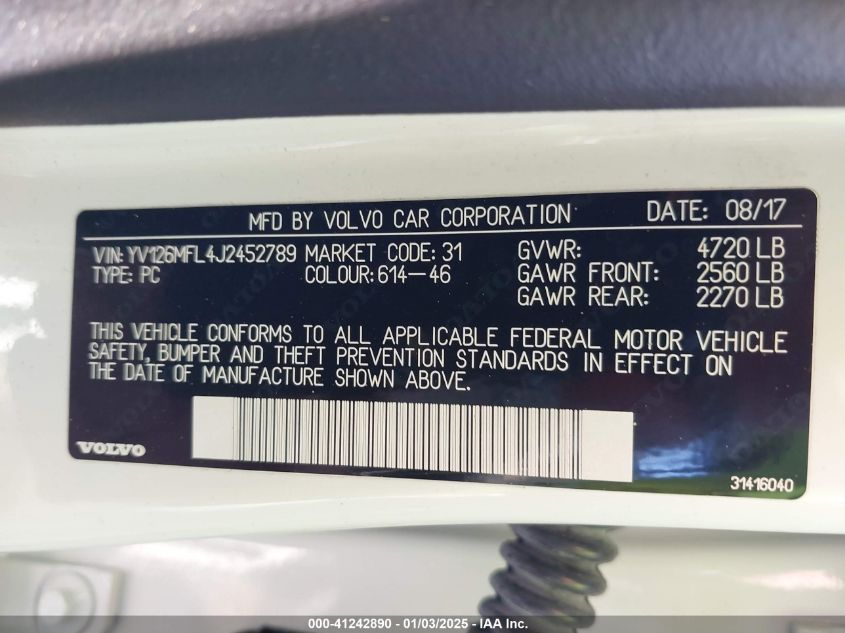 MFD BY VOLVO CAR CORPORATION DATE: 08/17
VIN: YV126MFL4J2452789 MARKET CODE: 31 GVWR: 4720 LB
TYPE: PC COLOUR: 614-46 GAWR FRONT: 2560 LB
GAWR REAR: 2270 LB
THIS VEHICLE CONFORMS TO ALL APPLICABLE FEDERAL MOTOR VEHICLE
SAFETY, BUMPER AND THEFT PREVENTION STANDARDS IN EFFECT ON
THE DATE OF MANUFACTURE SHOWN ABOVE.
VOLVO
31416040
000-41242890 - 01/03/2025 - IAA Inc.